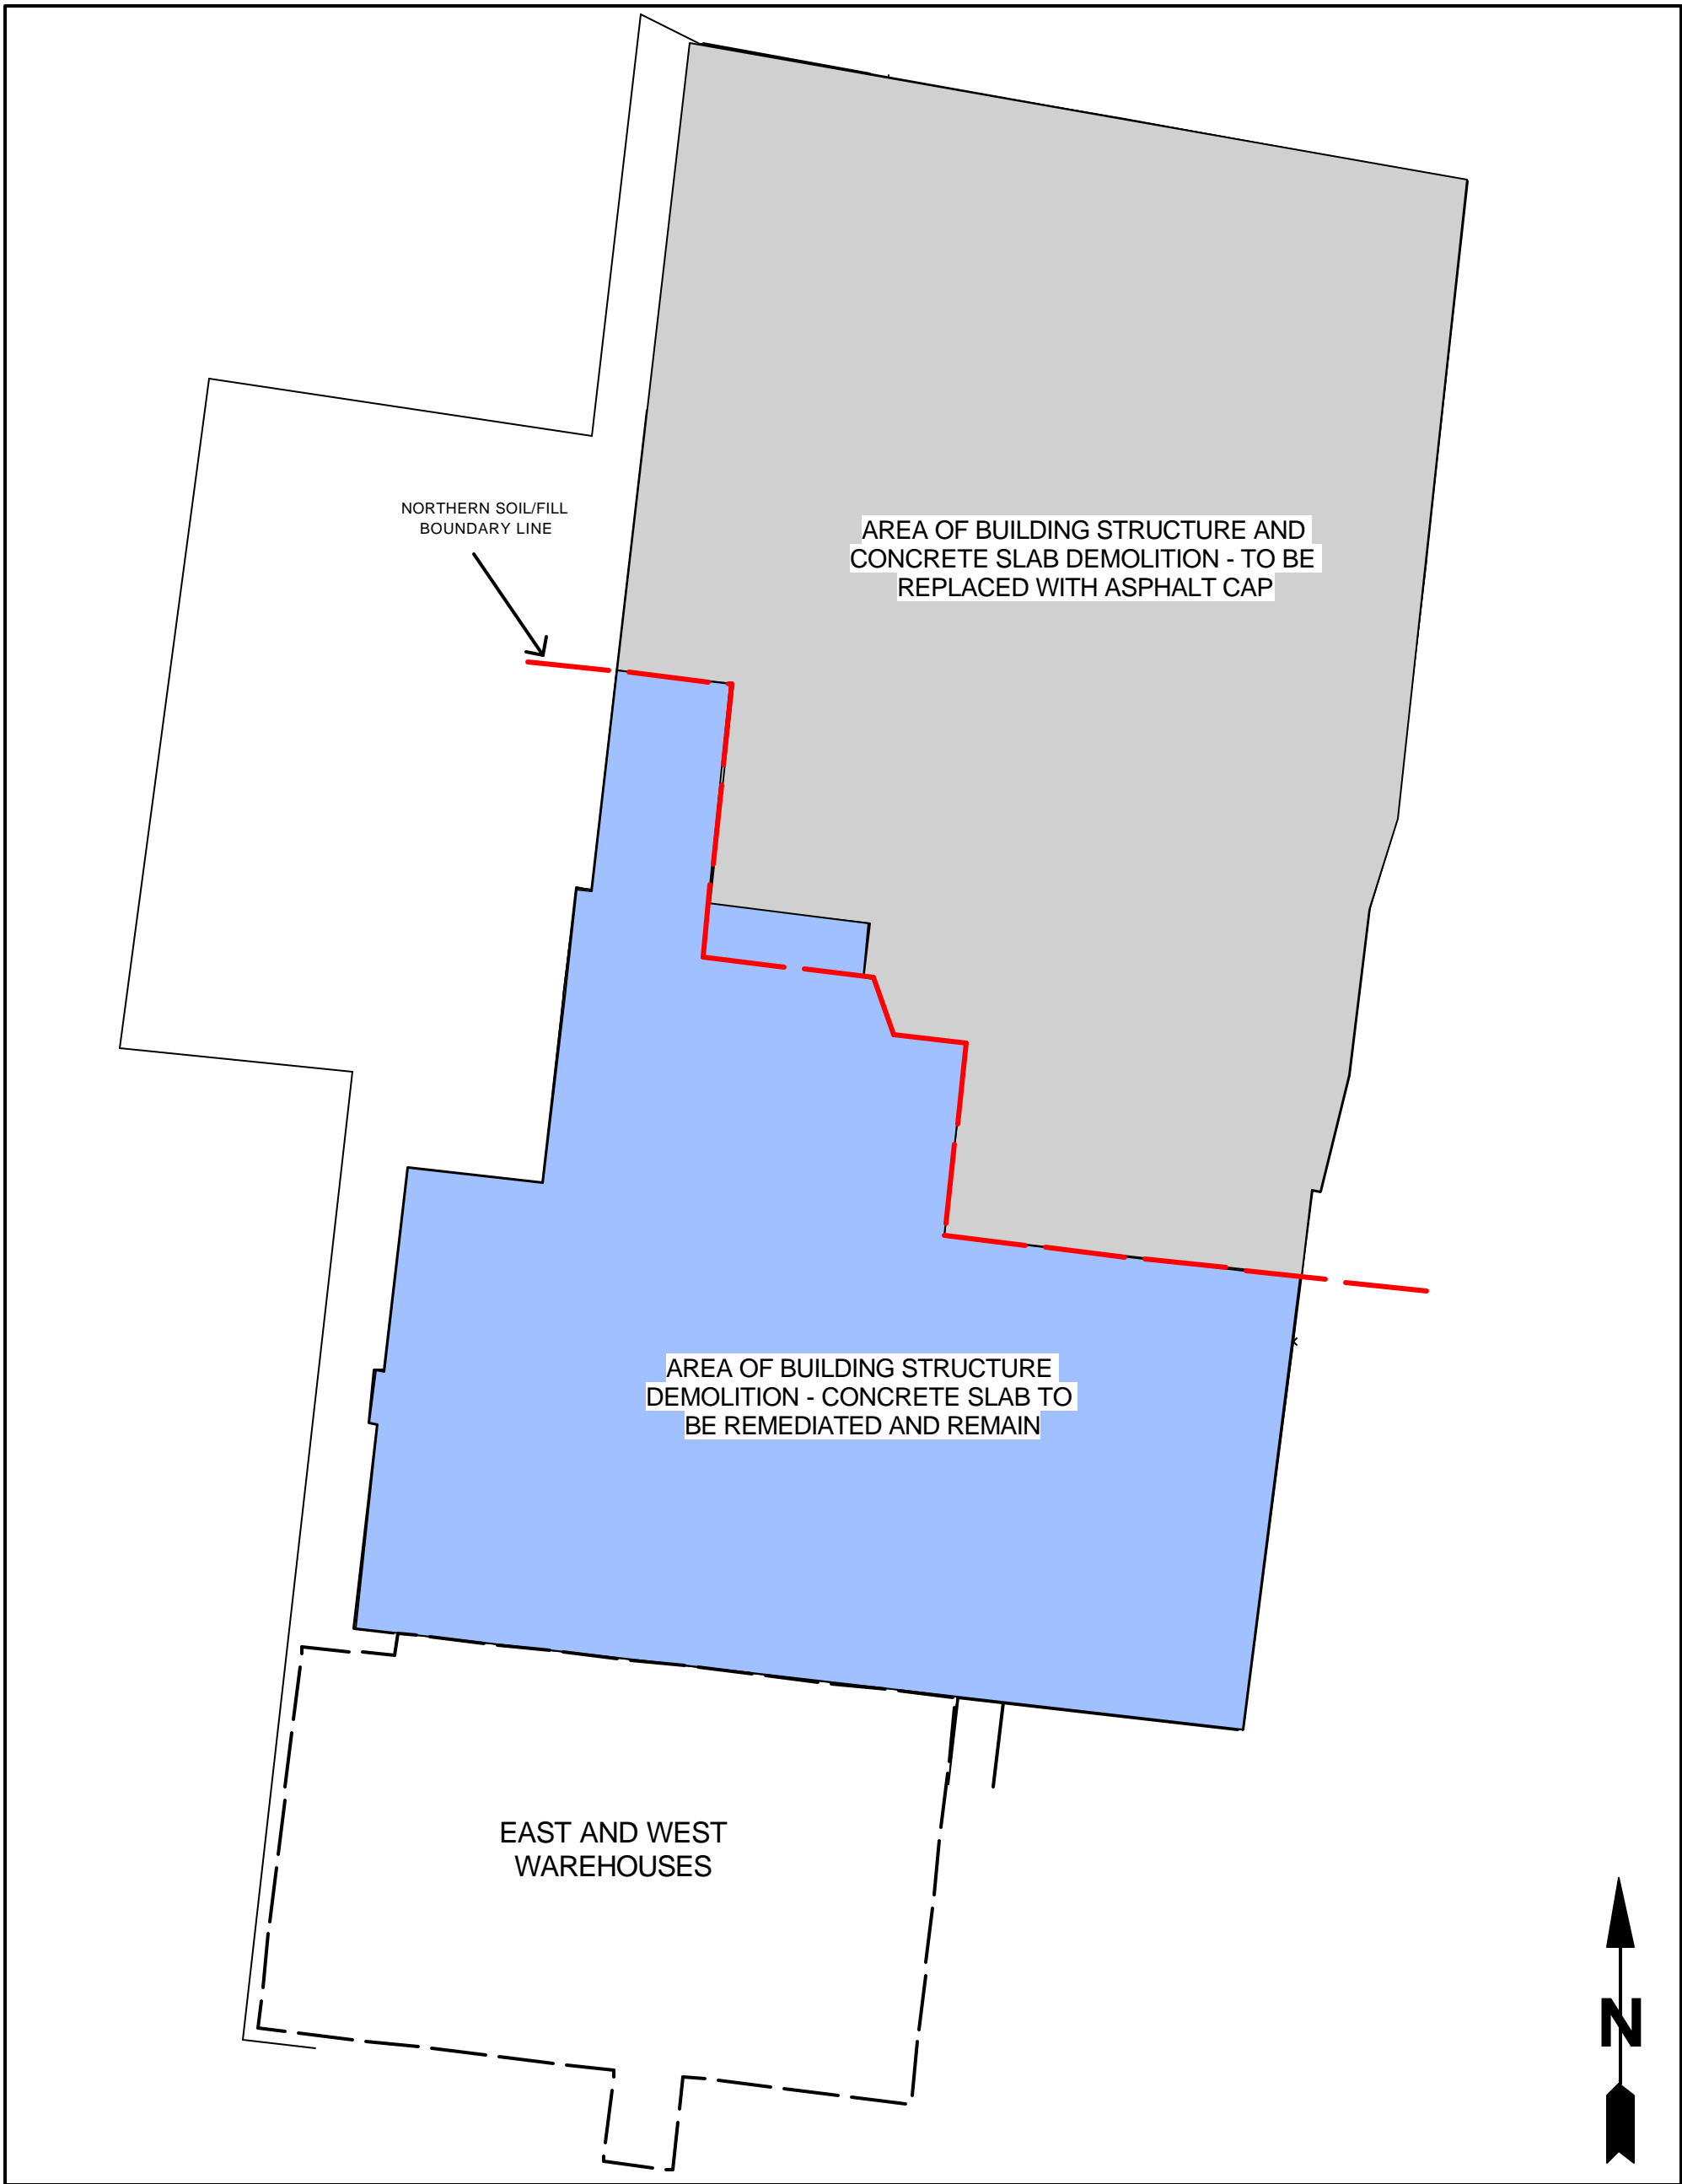 NORTHERN SOIL/FILL
BOUNDARY LINE
AREA OF BUILDING STRUCTURE AND
CONCRETE SLAB DEMOLITION - TO BE
REPLACED WITH ASPHALT CAP
AREA OF BUILDING STRUCTURE
DEMOLITION - CONCRETE SLAB TO
BE REMEDIATED AND REMAIN
EAST AND WEST
WAREHOUSES
N